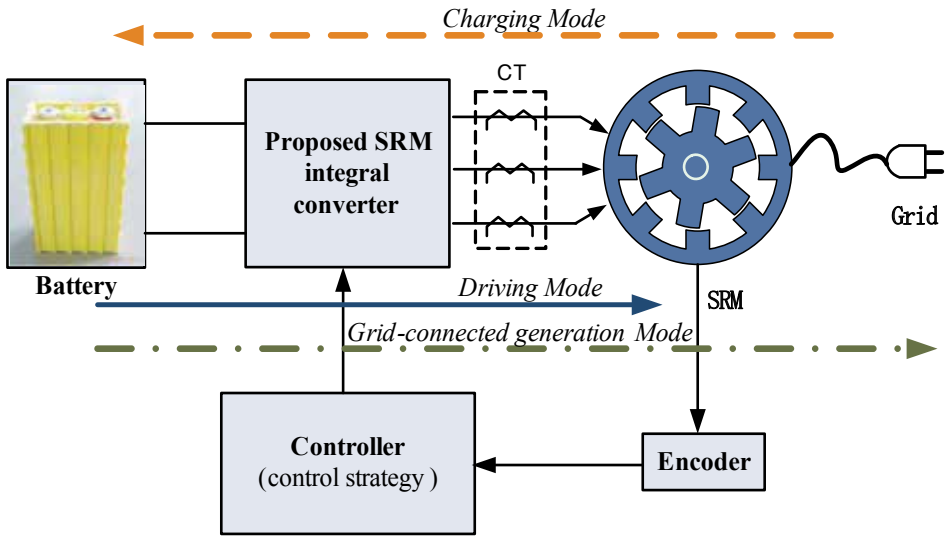 Charging Mode
CT
Proposed SRM
integral
converter
Grid
Battery
Driving Mode
SRM
Grid-connected generation Mode
Controller
(control strategy )
Encoder